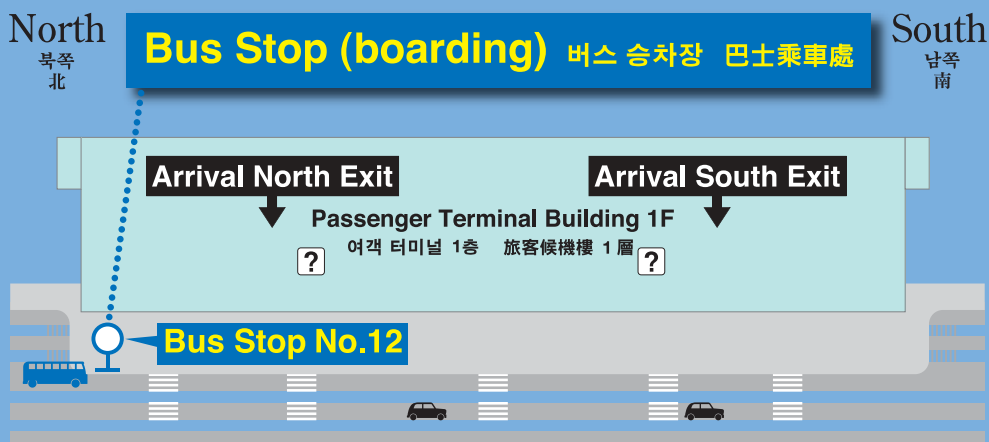 North
북쪽
北
Bus Stop (boarding) 버스 승차장 巴士乘車處
South
남쪽
南
Arrival North Exit
Arrival South Exit
Passenger Terminal Building 1F
여객 터미널 1층 旅客候機樓 1 層
?
?
Bus Stop No.12